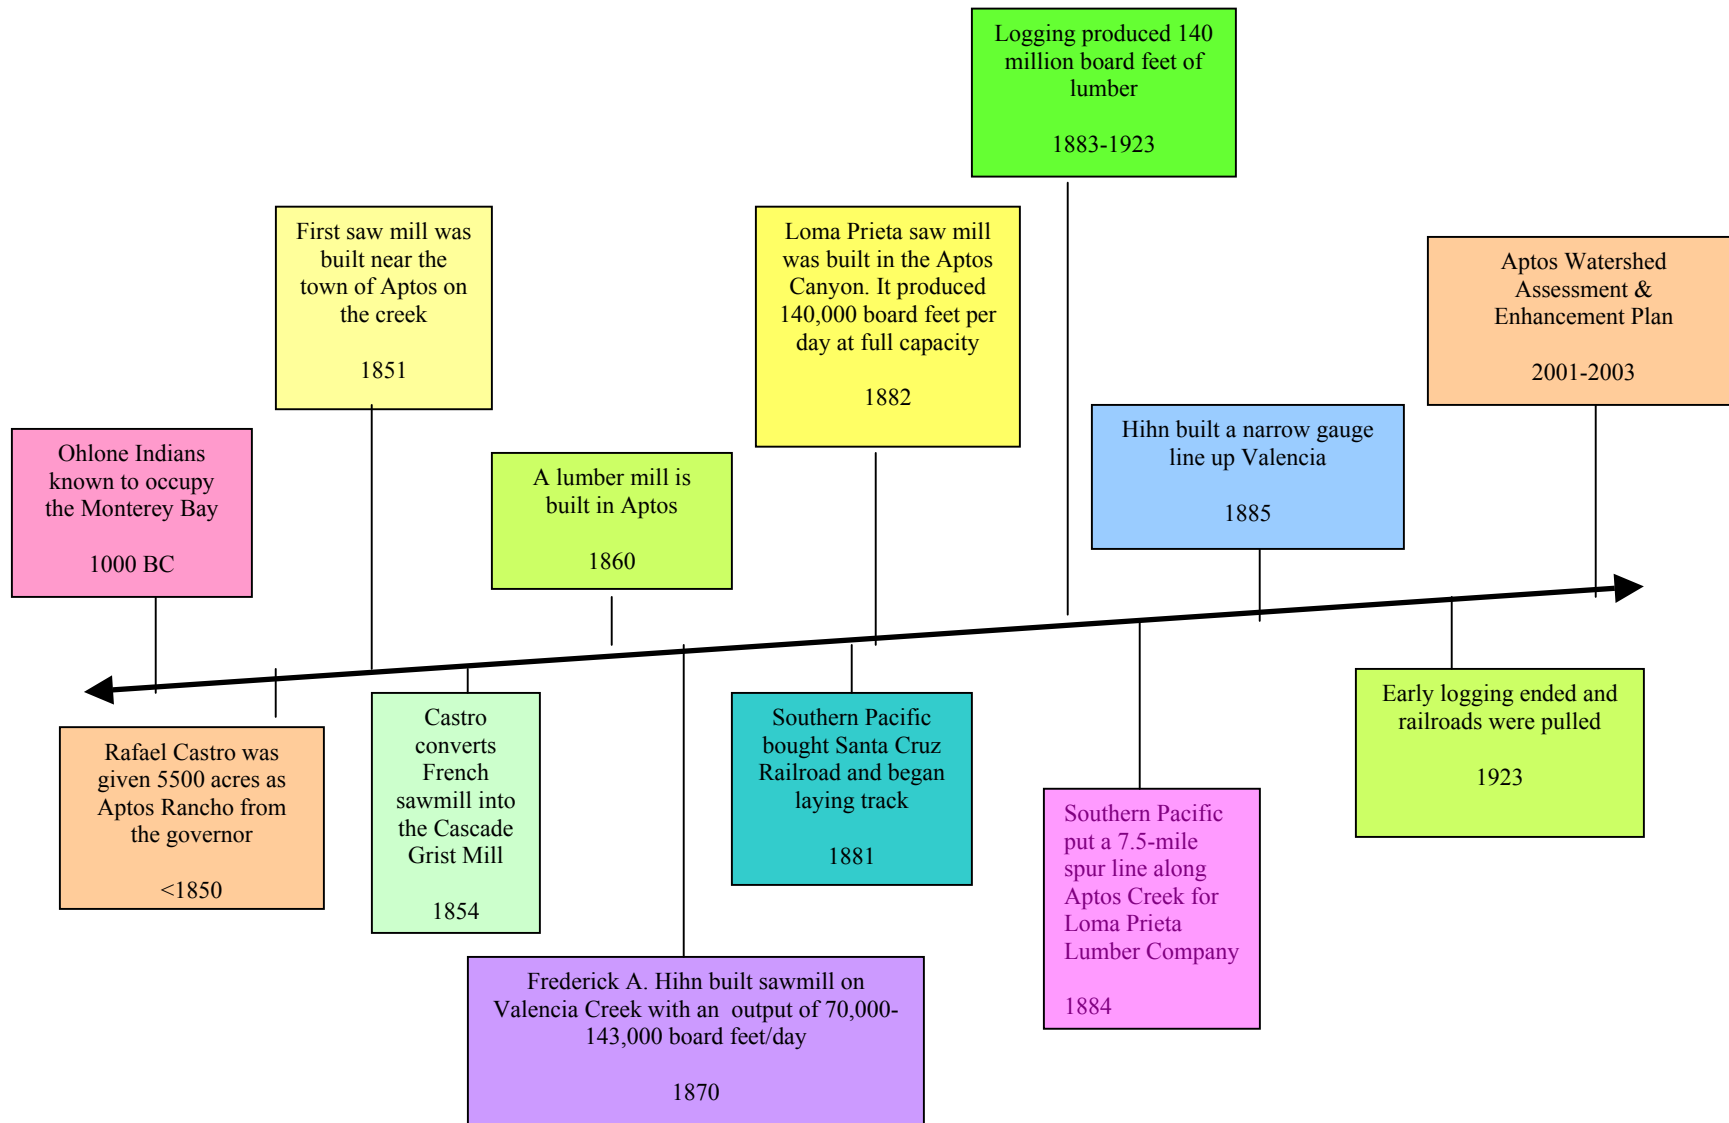 Ohlone Indians
known to occupy
the Monterey Bay
1000 BC
Rafael Castro was
given 5500 acres as
Aptos Rancho from
the governor
<1850
First saw mill was
built near the
town of Aptos on
the creek
1851
Castro
converts
French
sawmill into
the Cascade
Grist Mill
1854
A lumber mill is
built in Aptos
1860
Frederick A. Hihn built sawmill on
Valencia Creek with an output of 70,000-
143,000 board feet/day
1870
Southern Pacific
bought Santa Cruz
Railroad and began
laying track
1881
Loma Prieta saw mill
was built in the Aptos
Canyon. It produced
140,000 board feet per
day at full capacity
1882
Logging produced 140
million board feet of
lumber
1883-1923
Southern Pacific
put a 7.5-mile
spur line along
Aptos Creek for
Loma Prieta
Lumber Company
1884
Hihn built a narrow gauge
line up Valencia
1885
Early logging ended and
railroads were pulled
1923
Aptos Watershed
Assessment &
Enhancement Plan
2001-2003